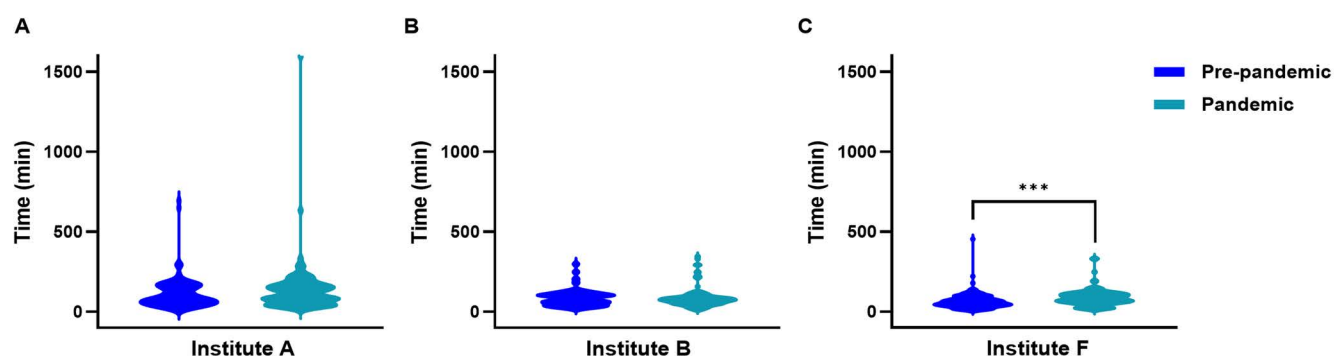 A
Time (min)
1500
1000
500
0
Institute A
B
Time (min)
1500
1000
500
0
Institute B
C
Time (min)
1500
1000
500
0
***
Institute F
Pre-pandemic
Pandemic